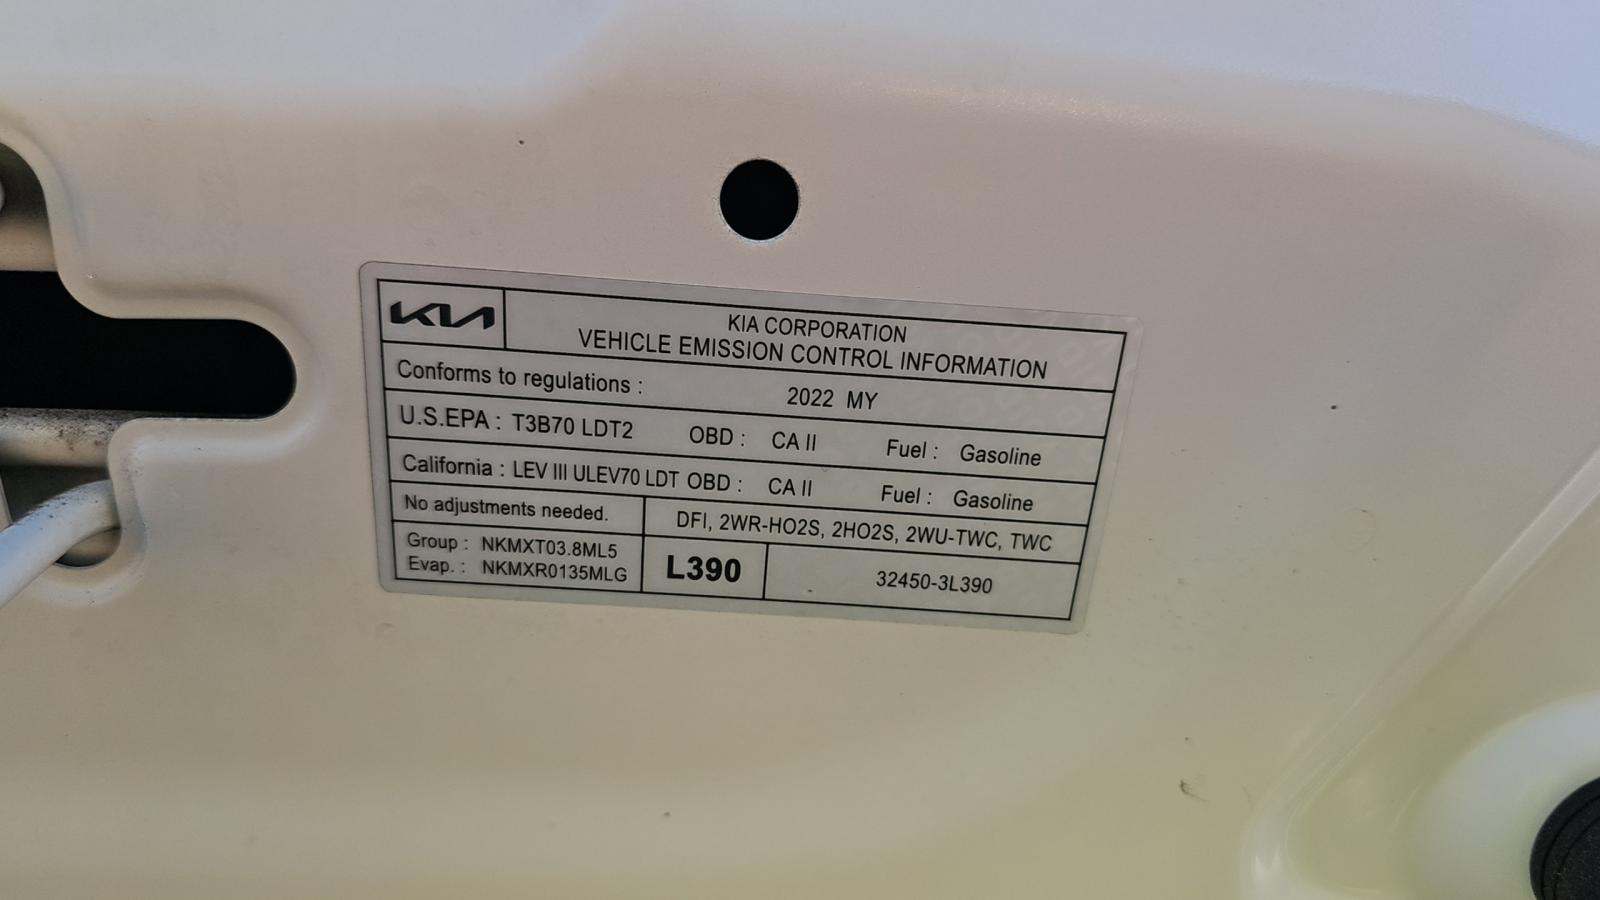 KIA
KIA CORPORATION
VEHICLE EMISSION CONTROL INFORMATION
Conforms to regulations : 2022 MY
U.S.EPA : T3B70 LDT2 OBD : CA II Fuel : Gasoline
California : LEV III ULEV70 LDT OBD : CA II Fuel : Gasoline
No adjustments needed. DFI, 2WR-HO2S, 2HO2S, 2WU-TWC, TWC
Group : NKMXT03.8ML5
Evap. : NKMXR0135MLG
L390
32450-3L390